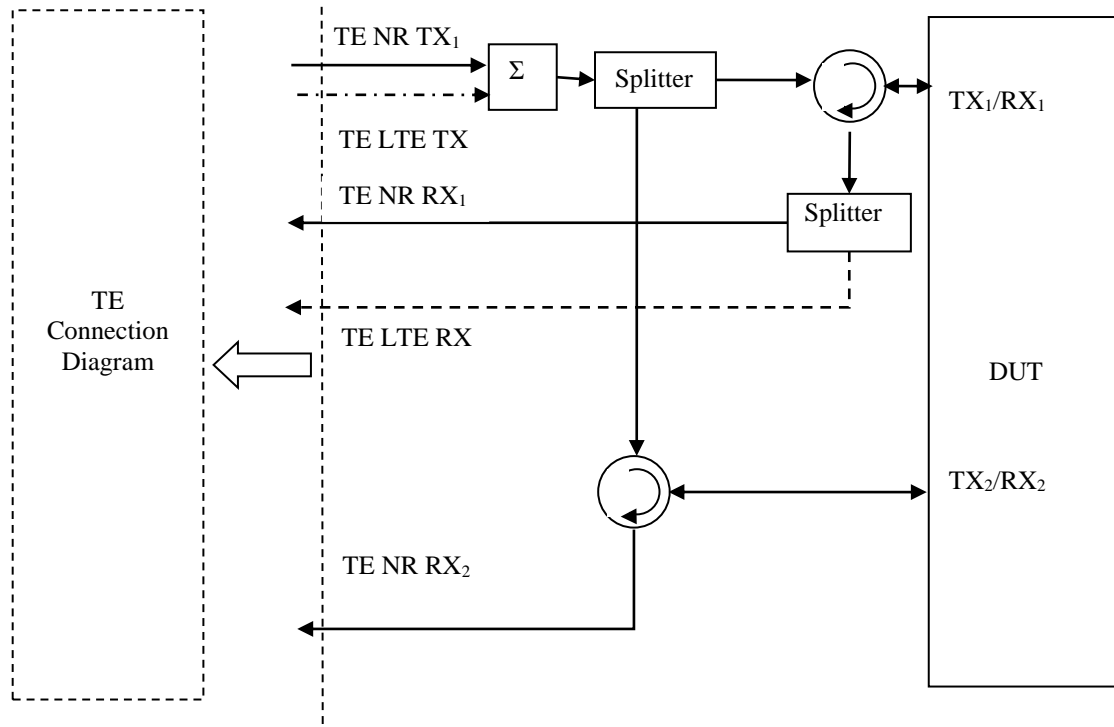 TE NR TX₁
Σ
Splitter
TX₁/RX₁
TE LTE TX
TE NR RX₁
Splitter
TE
Connection
Diagram
TE LTE RX
DUT
TX₂/RX₂
TE NR RX₂